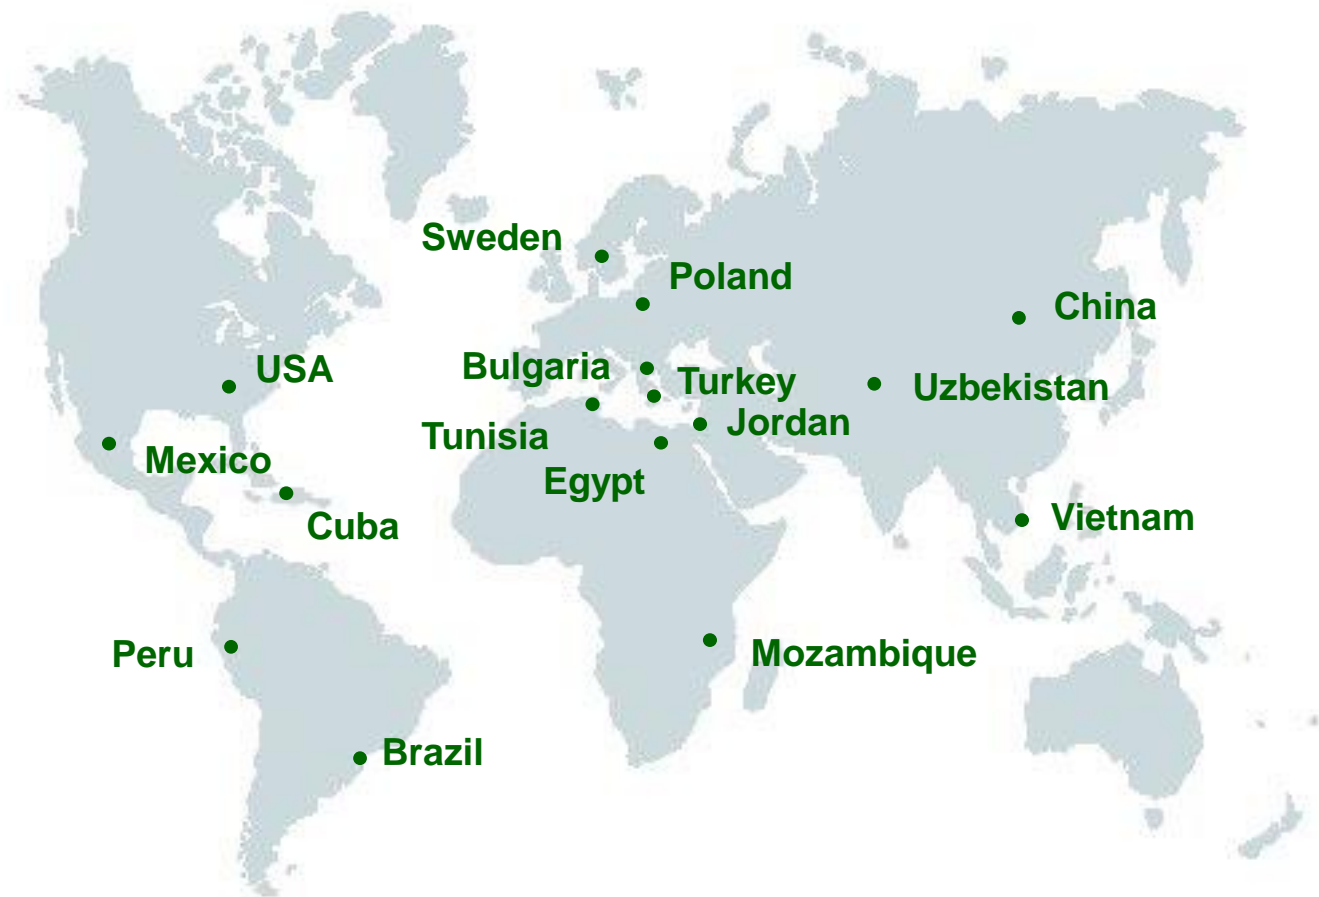 Sweden
Poland
China
USA
Bulgaria
Turkey
Uzbekistan
Jordan
Tunisia
Mexico
Egypt
Cuba
Vietnam
Peru
Mozambique
Brazil